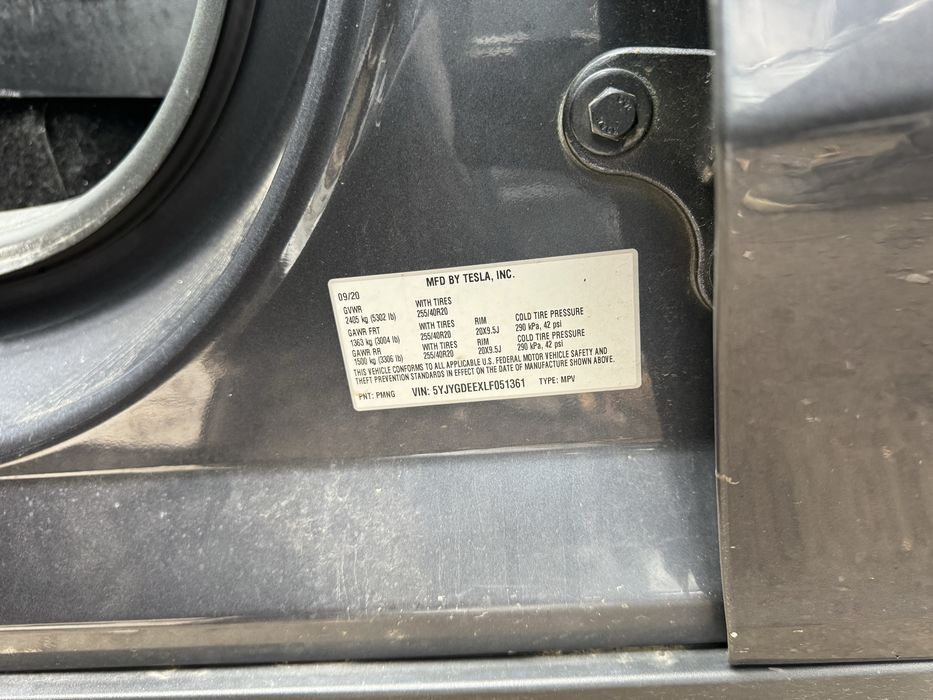 MFD BY TESLA, INC.
09/20
GVWR WITH TIRES
2405 kg (5302 lb) 255/40R20
GAWR FRT WITH TIRES RIM COLD TIRE PRESSURE
1363 kg (3004 lb) 255/40R20 20X9.5J 290 kPa, 42 psi
GAWR RR WITH TIRES RIM COLD TIRE PRESSURE
1500 kg (3306 lb) 255/40R20 20X9.5J 290 kPa, 42 psi
THIS VEHICLE CONFORMS TO ALL APPLICABLE U.S. FEDERAL MOTOR VEHICLE SAFETY AND
THEFT PREVENTION STANDARDS IN EFFECT ON THE DATE OF MANUFACTURE SHOWN ABOVE.
PNT: PMNG VIN: 5YJYGDEEXLF051361 TYPE: MPV